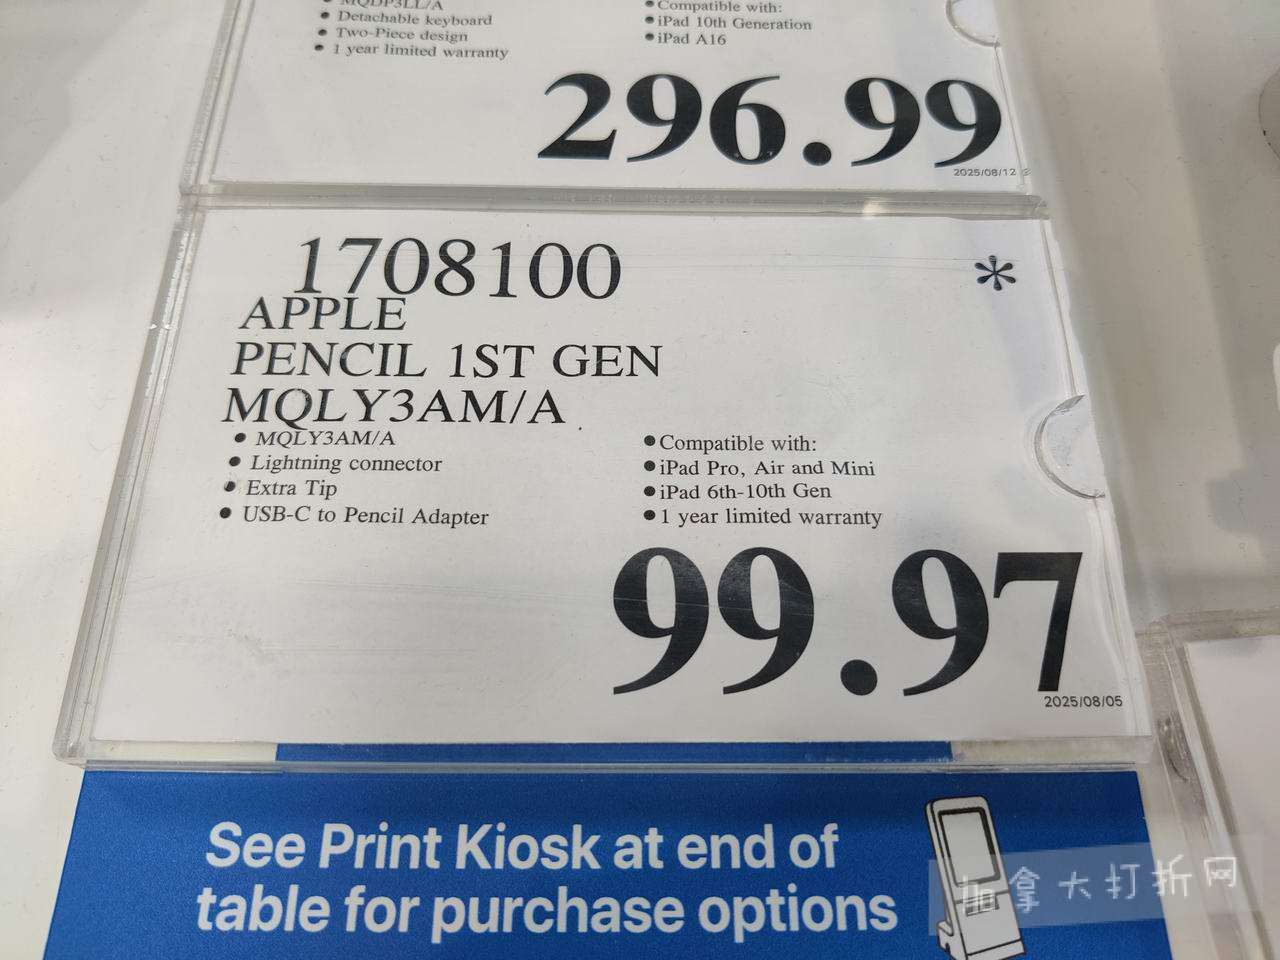 MQDP3LL/A
Detachable keyboard
Two-Piece design
1 year limited warranty
Compatible with:
iPad 10th Generation
iPad A16
296.99
2025/08/12
1708100
*
APPLE
PENCIL 1ST GEN
MQLY3AM/A
MQLY3AM/A
Lightning connector
Extra Tip
USB-C to Pencil Adapter
Compatible with:
iPad Pro, Air and Mini
iPad 6th-10th Gen
1 year limited warranty
99.97
2025/08/05
See Print Kiosk at end of
table for purchase options
加拿大打折网